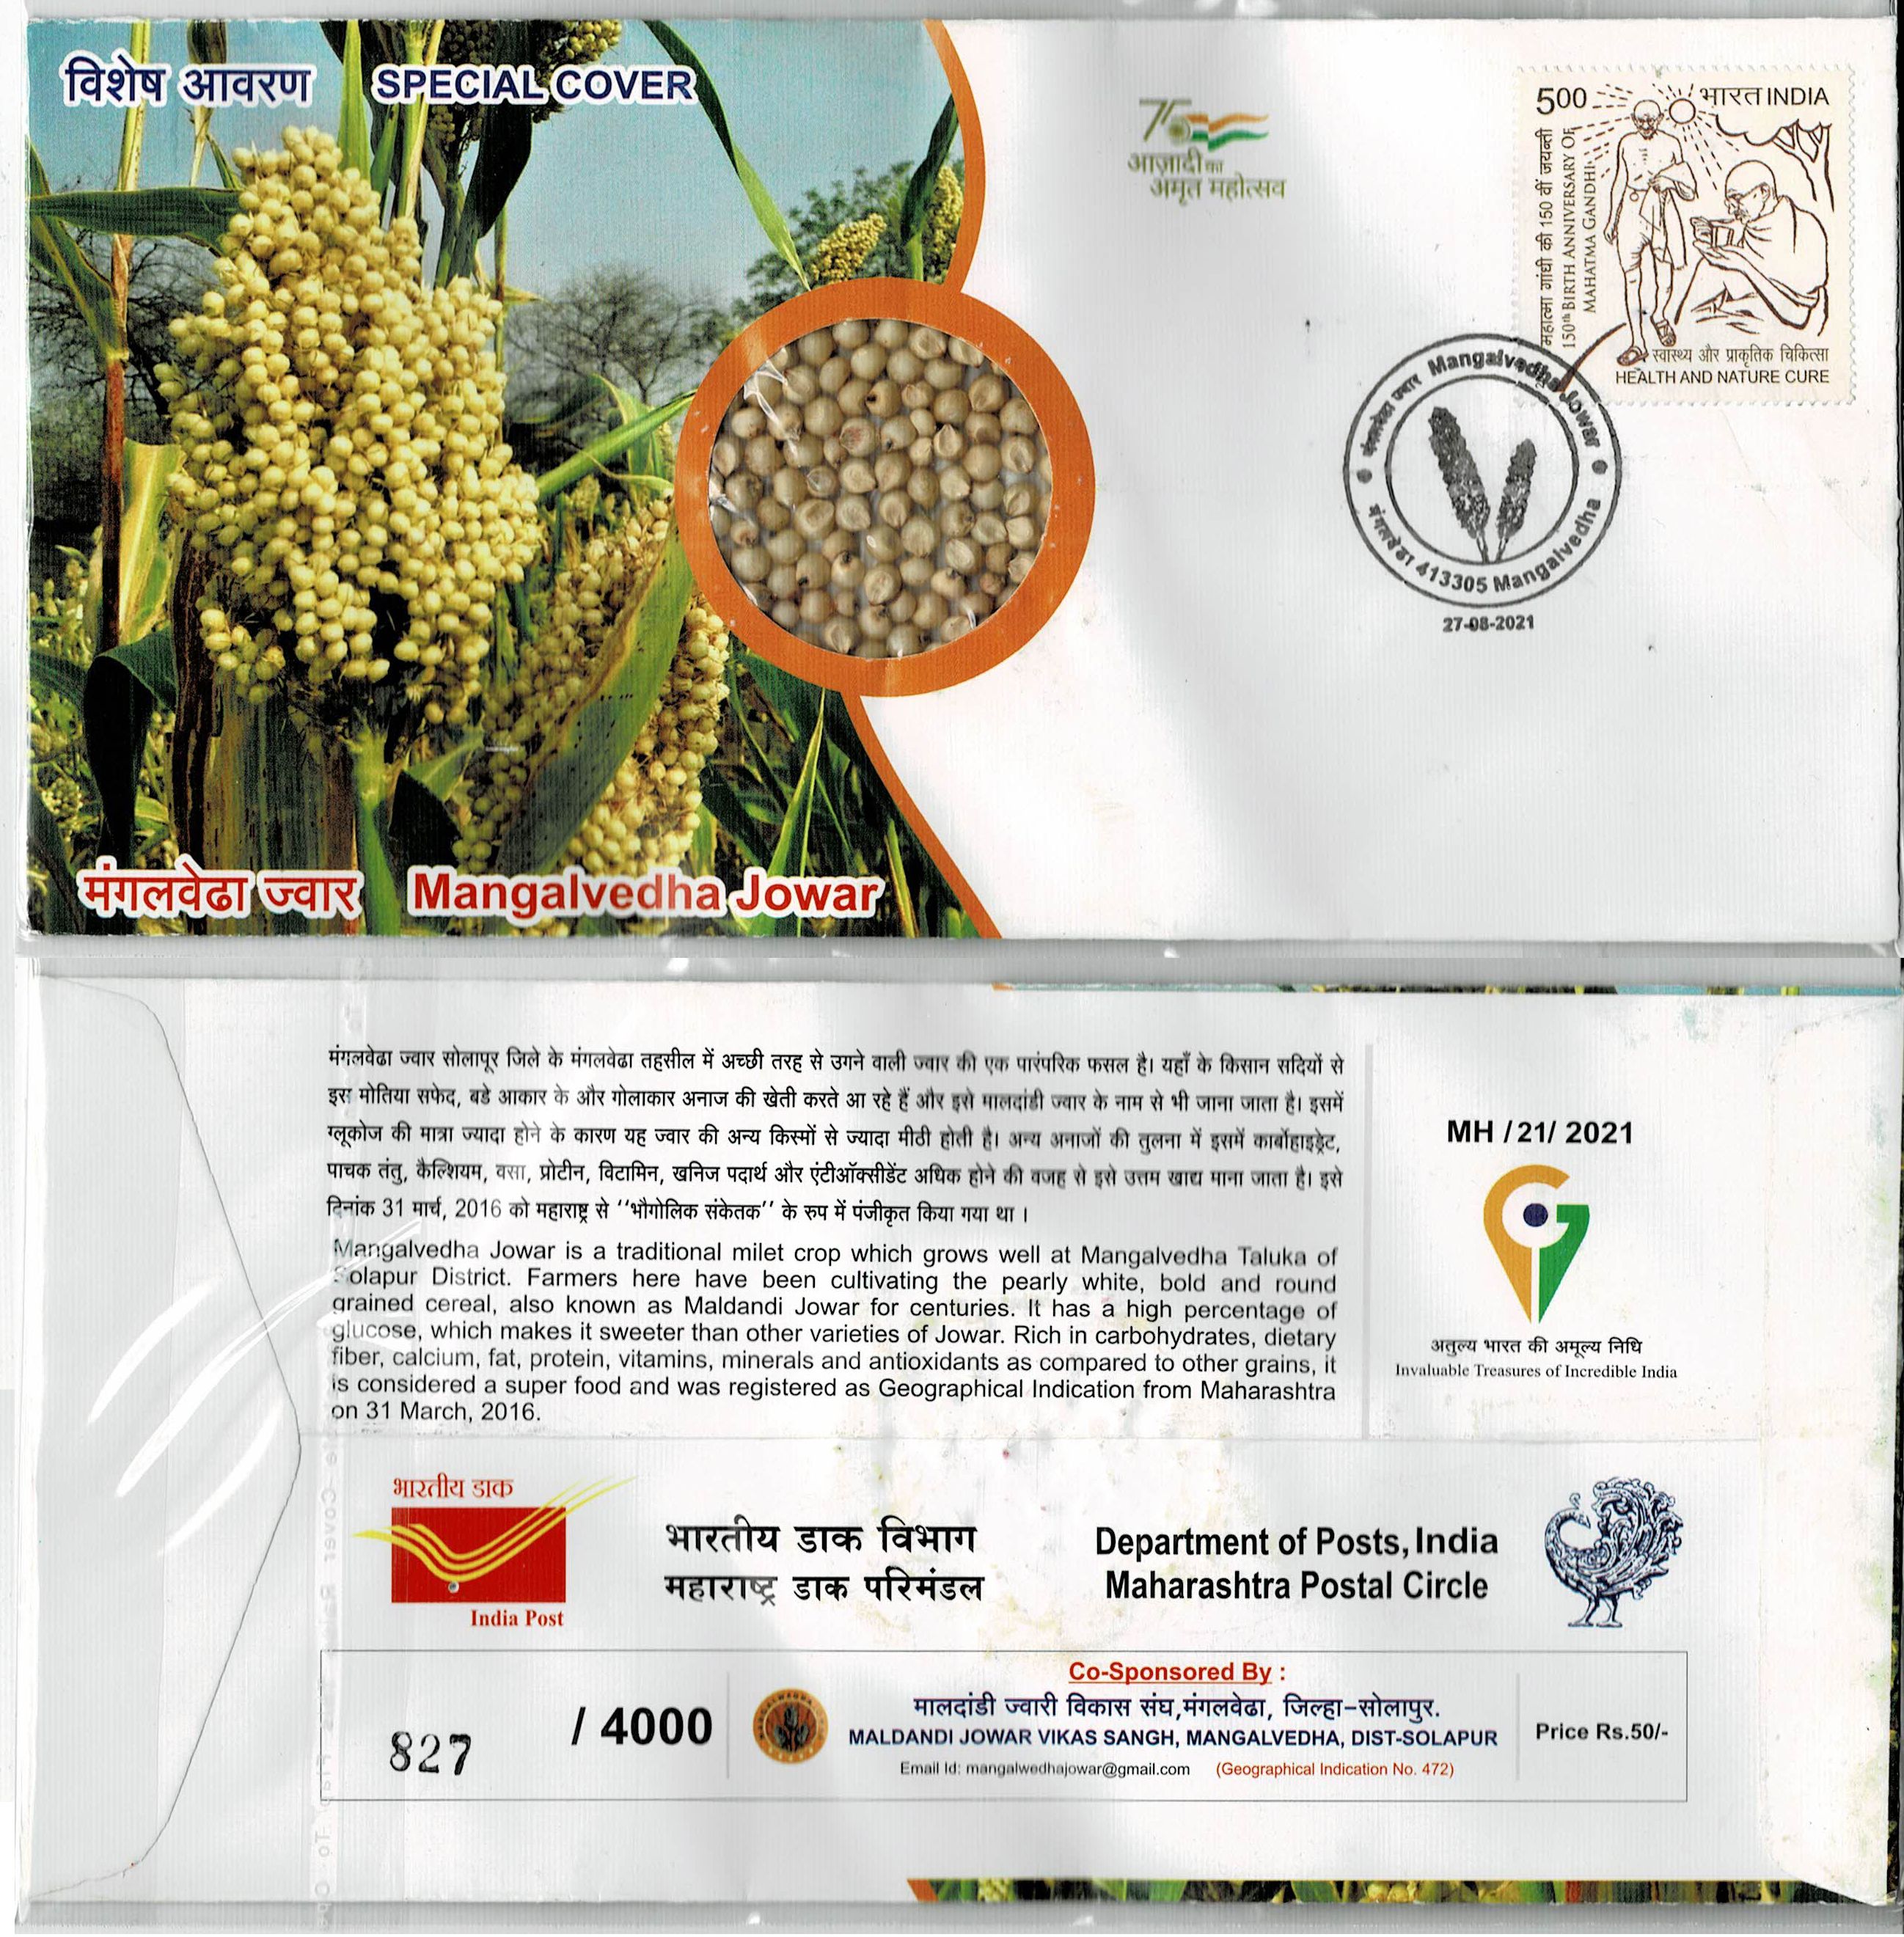 विशेष आवरण SPECIAL COVER
75
आज़ादी का
अमृत महोत्सव
500 भारत INDIA
महात्मा गांधी की 150 वीं जयन्ती
150th BIRTH ANNIVERSARY OF
MAHATMA GANDHI
स्वास्थ्य और प्राकृतिक चिकित्सा
HEALTH AND NATURE CURE
मंगलवेढा ज्वार Mangalvedha Jowar
मंगलवेढा 413305 Mangalvedha
27-08-2021
मंगलवेढा ज्वार Mangalvedha Jowar
मंगलवेढा ज्वार सोलापूर जिले के मंगलवेढा तहसील में अच्छी तरह से उगने वाली ज्वार की एक पारंपरिक फसल है। यहाँ के किसान सदियों से
इस मोतिया सफेद, बडे आकार के और गोलाकार अनाज की खेती करते आ रहे हैं और इसे मालदांडी ज्वार के नाम से भी जाना जाता है। इसमें
ग्लूकोज की मात्रा ज्यादा होने के कारण यह ज्वार की अन्य किस्मों से ज्यादा मीठी होती है। अन्य अनाजों की तुलना में इसमें कार्बोहाइड्रेट,
पाचक तंतु, कैल्शियम, वसा, प्रोटीन, विटामिन, खनिज पदार्थ और एंटीऑक्सीडेंट अधिक होने की वजह से इसे उत्तम खाद्य माना जाता है। इसे
दिनांक 31 मार्च, 2016 को महाराष्ट्र से ‘‘भौगोलिक संकेतक’’ के रुप में पंजीकृत किया गया था ।
Mangalvedha Jowar is a traditional milet crop which grows well at Mangalvedha Taluka of
Solapur District. Farmers here have been cultivating the pearly white, bold and round
grained cereal, also known as Maldandi Jowar for centuries. It has a high percentage of
glucose, which makes it sweeter than other varieties of Jowar. Rich in carbohydrates, dietary
fiber, calcium, fat, protein, vitamins, minerals and antioxidants as compared to other grains, it
is considered a super food and was registered as Geographical Indication from Maharashtra
on 31 March, 2016.
MH / 21/ 2021
अतुल्य भारत की अमूल्य निधि
Invaluable Treasures of Incredible India
भारतीय डाक
India Post
भारतीय डाक विभाग
महाराष्ट्र डाक परिमंडल
Department of Posts, India
Maharashtra Postal Circle
827 / 4000
Co-Sponsored By :
मालदांडी ज्वारी विकास संघ,मंगलवेढा, जिल्हा-सोलापुर.
MALDANDI JOWAR VIKAS SANGH, MANGALVEDHA, DIST-SOLAPUR
Email Id: mangalwedhajowar@gmail.com (Geographical Indication No. 472)
Price Rs.50/-